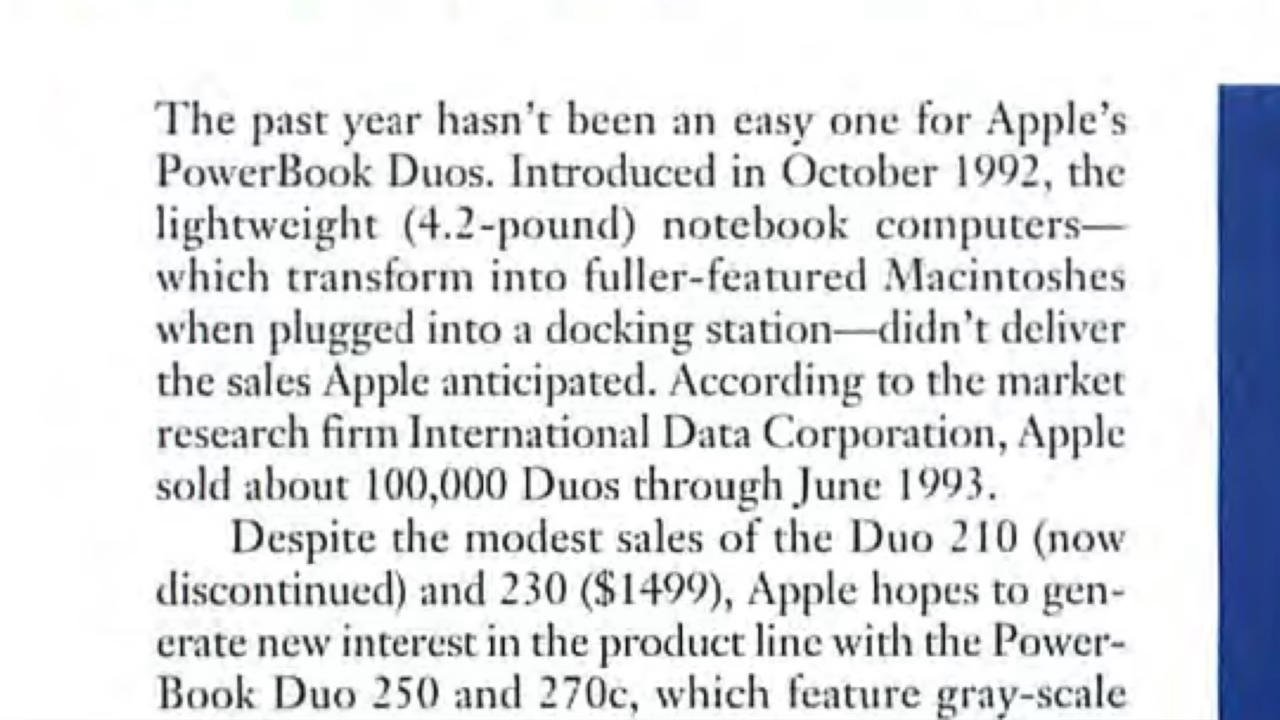 The past year hasn't been an easy one for Apple's
PowerBook Duos. Introduced in October 1992, the
lightweight (4.2-pound) notebook computers—
which transform into fuller-featured Macintoshes
when plugged into a docking station—didn't deliver
the sales Apple anticipated. According to the market
research firm International Data Corporation, Apple
sold about 100,000 Duos through June 1993.
Despite the modest sales of the Duo 210 (now
discontinued) and 230 ($1499), Apple hopes to gen-
erate new interest in the product line with the Power-
Book Duo 250 and 270c, which feature gray-scale